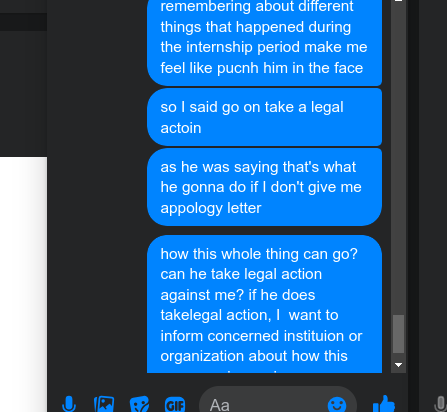 remembering about different
things that happened during
the internship period make me
feel like pucnh him in the face
so I said go on take a legal
actoin
as he was saying that's what
he gonna do if I don't give me
appology letter
how this whole thing can go?
can he take legal action
against me? if he does
takelegal action, I want to
inform concerned instituion or
organization about how this
GIF
Aa